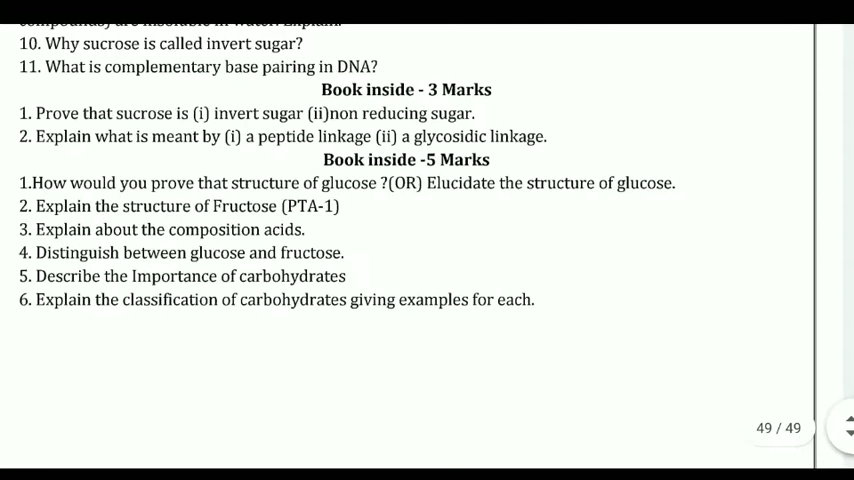 10. Why sucrose is called invert sugar?
11. What is complementary base pairing in DNA?
Book inside - 3 Marks
1. Prove that sucrose is (i) invert sugar (ii)non reducing sugar.
2. Explain what is meant by (i) a peptide linkage (ii) a glycosidic linkage.
Book inside -5 Marks
1.How would you prove that structure of glucose ?(OR) Elucidate the structure of glucose.
2. Explain the structure of Fructose (PTA-1)
3. Explain about the composition acids.
4. Distinguish between glucose and fructose.
5. Describe the Importance of carbohydrates
6. Explain the classification of carbohydrates giving examples for each.
49 / 49